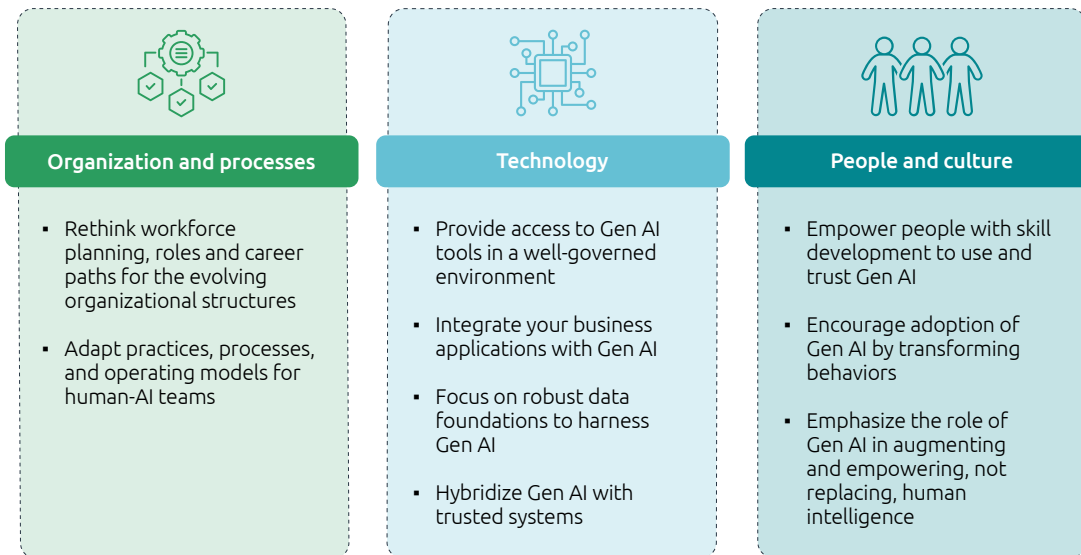 Organization and processes
▪ Rethink workforce
planning, roles and career
paths for the evolving
organizational structures
▪ Adapt practices, processes,
and operating models for
human-AI teams
Technology
▪ Provide access to Gen AI
tools in a well-governed
environment
▪ Integrate your business
applications with Gen AI
▪ Focus on robust data
foundations to harness
Gen AI
▪ Hybridize Gen AI with
trusted systems
People and culture
▪ Empower people with skill
development to use and
trust Gen AI
▪ Encourage adoption of
Gen AI by transforming
behaviors
▪ Emphasize the role of
Gen AI in augmenting
and empowering, not
replacing, human
intelligence